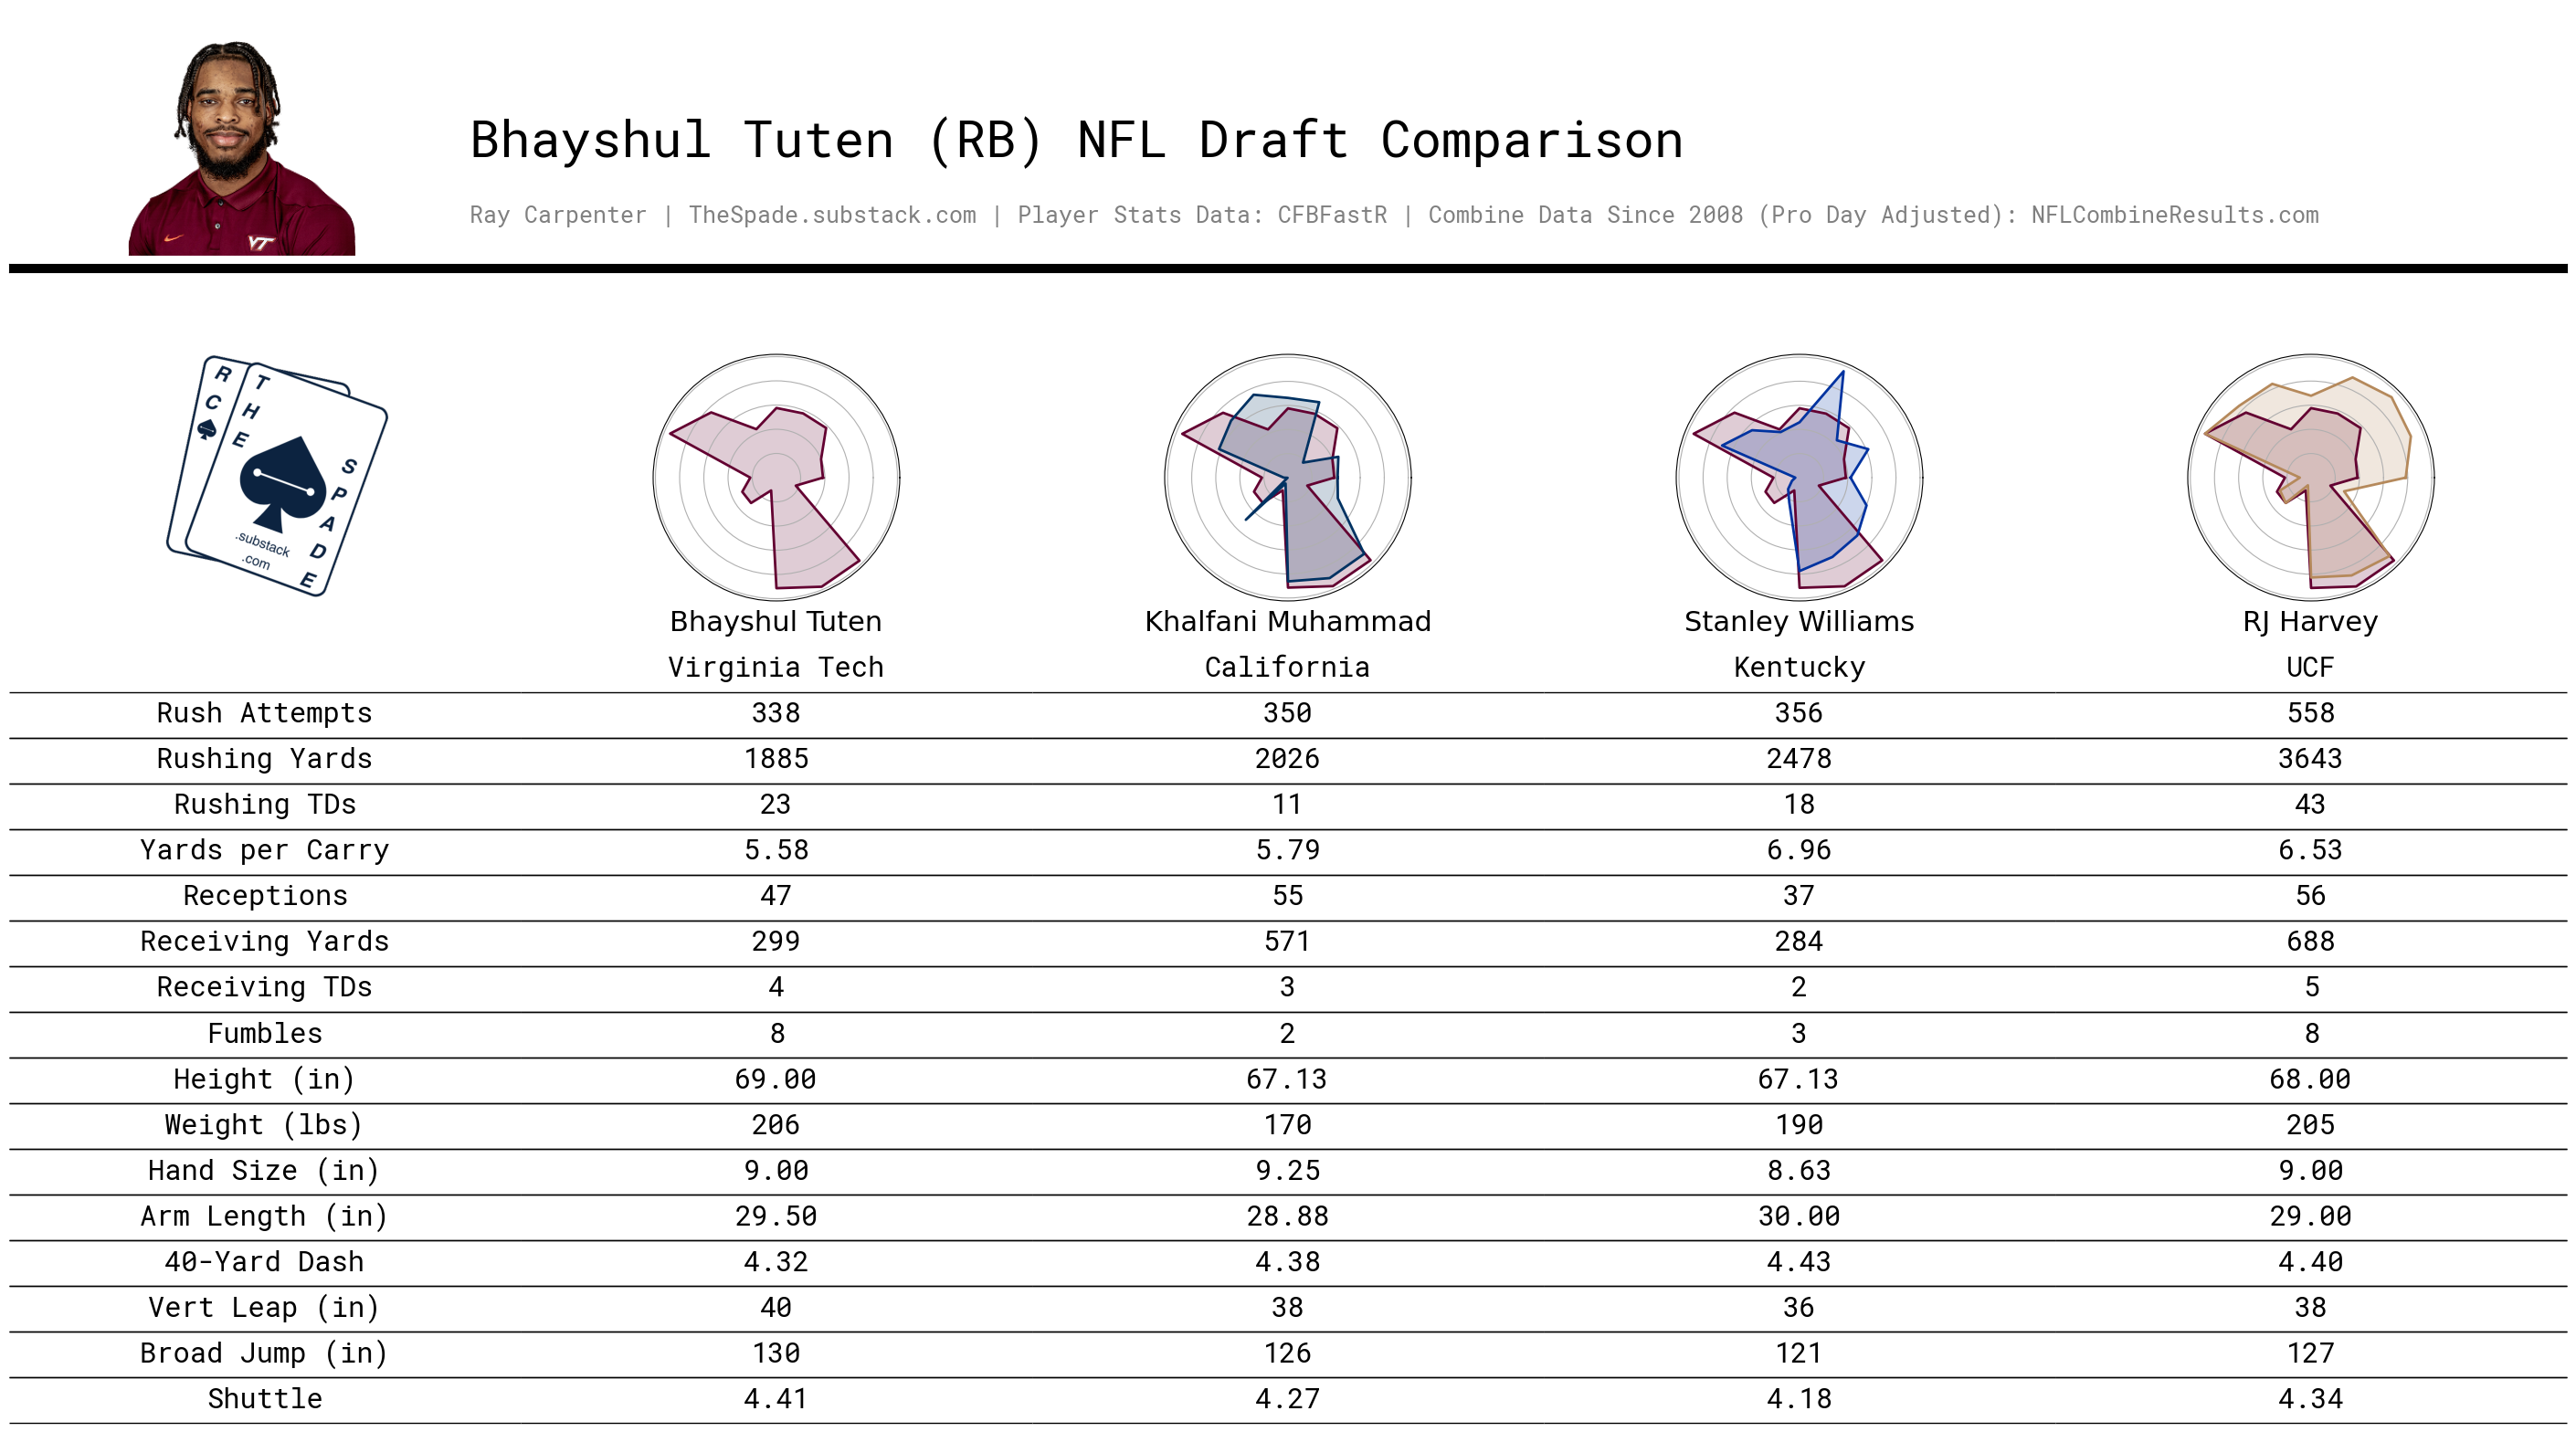 Bhayshul Tuten (RB) NFL Draft Comparison
Ray Carpenter | TheSpade.substack.com | Player Stats Data: CFBFastR | Combine Data Since 2008 (Pro Day Adjusted): NFLCombineResults.com
VT
R C
THE
SPADE
.substack
.com
Bhayshul Tuten Khalfani Muhammad Stanley Williams RJ Harvey
Virginia Tech California Kentucky UCF
Rush Attempts 338 350 356 558
Rushing Yards 1885 2026 2478 3643
Rushing TDs 23 11 18 43
Yards per Carry 5.58 5.79 6.96 6.53
Receptions 47 55 37 56
Receiving Yards 299 571 284 688
Receiving TDs 4 3 2 5
Fumbles 8 2 3 8
Height (in) 69.00 67.13 67.13 68.00
Weight (lbs) 206 170 190 205
Hand Size (in) 9.00 9.25 8.63 9.00
Arm Length (in) 29.50 28.88 30.00 29.00
40-Yard Dash 4.32 4.38 4.43 4.40
Vert Leap (in) 40 38 36 38
Broad Jump (in) 130 126 121 127
Shuttle 4.41 4.27 4.18 4.34